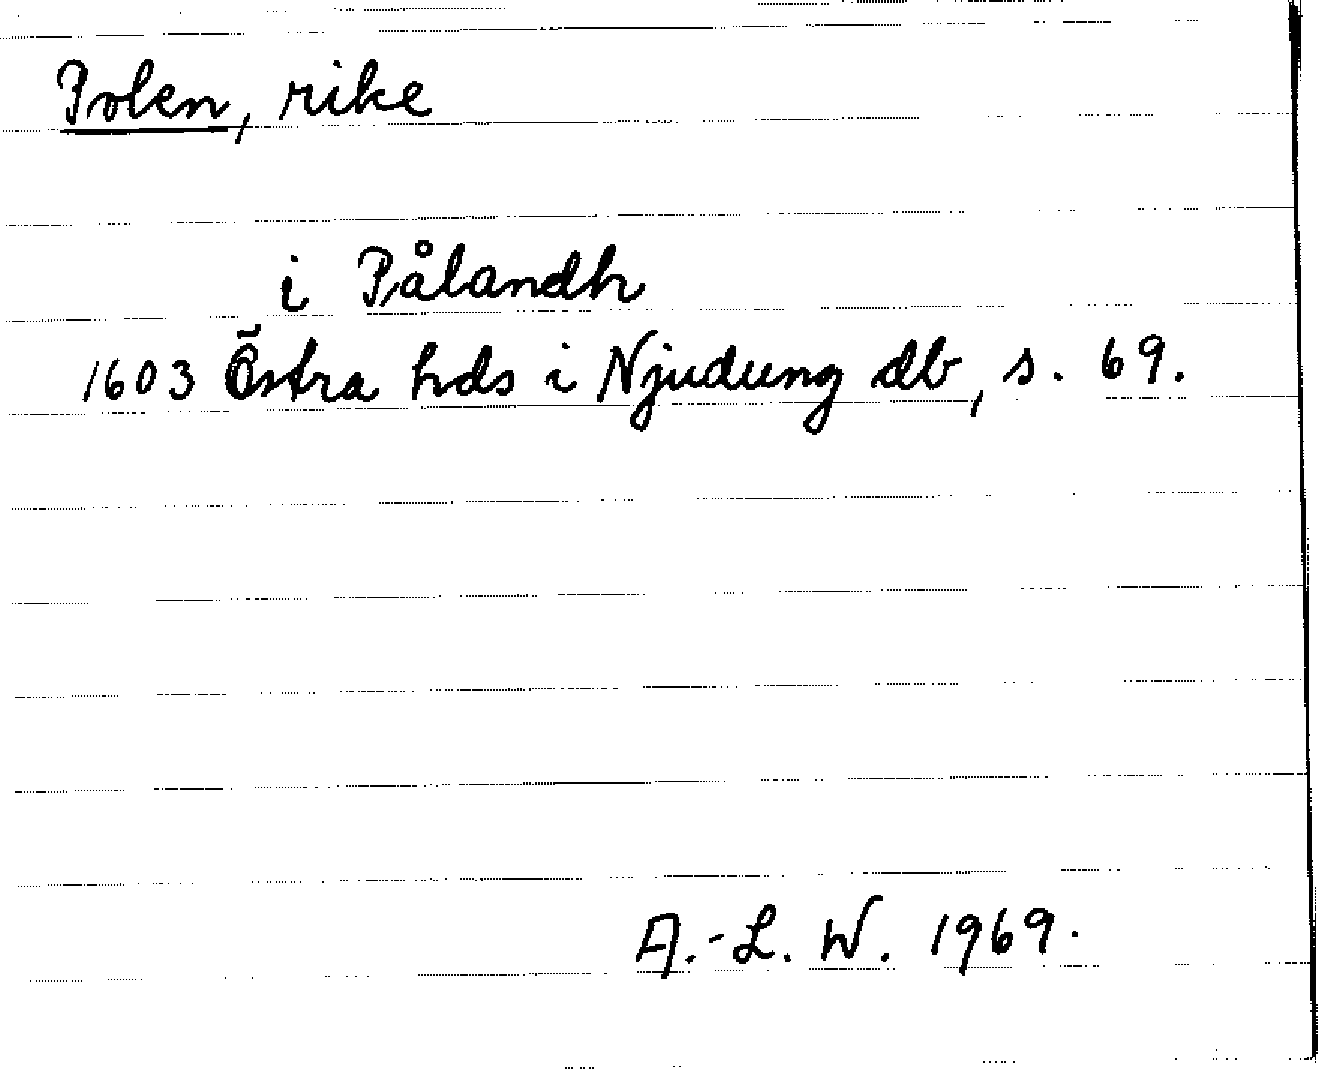 Polen, rike
i Pålandh
1603 Östra hds i Njudung db, s. 69.
A.-L. W. 1969.